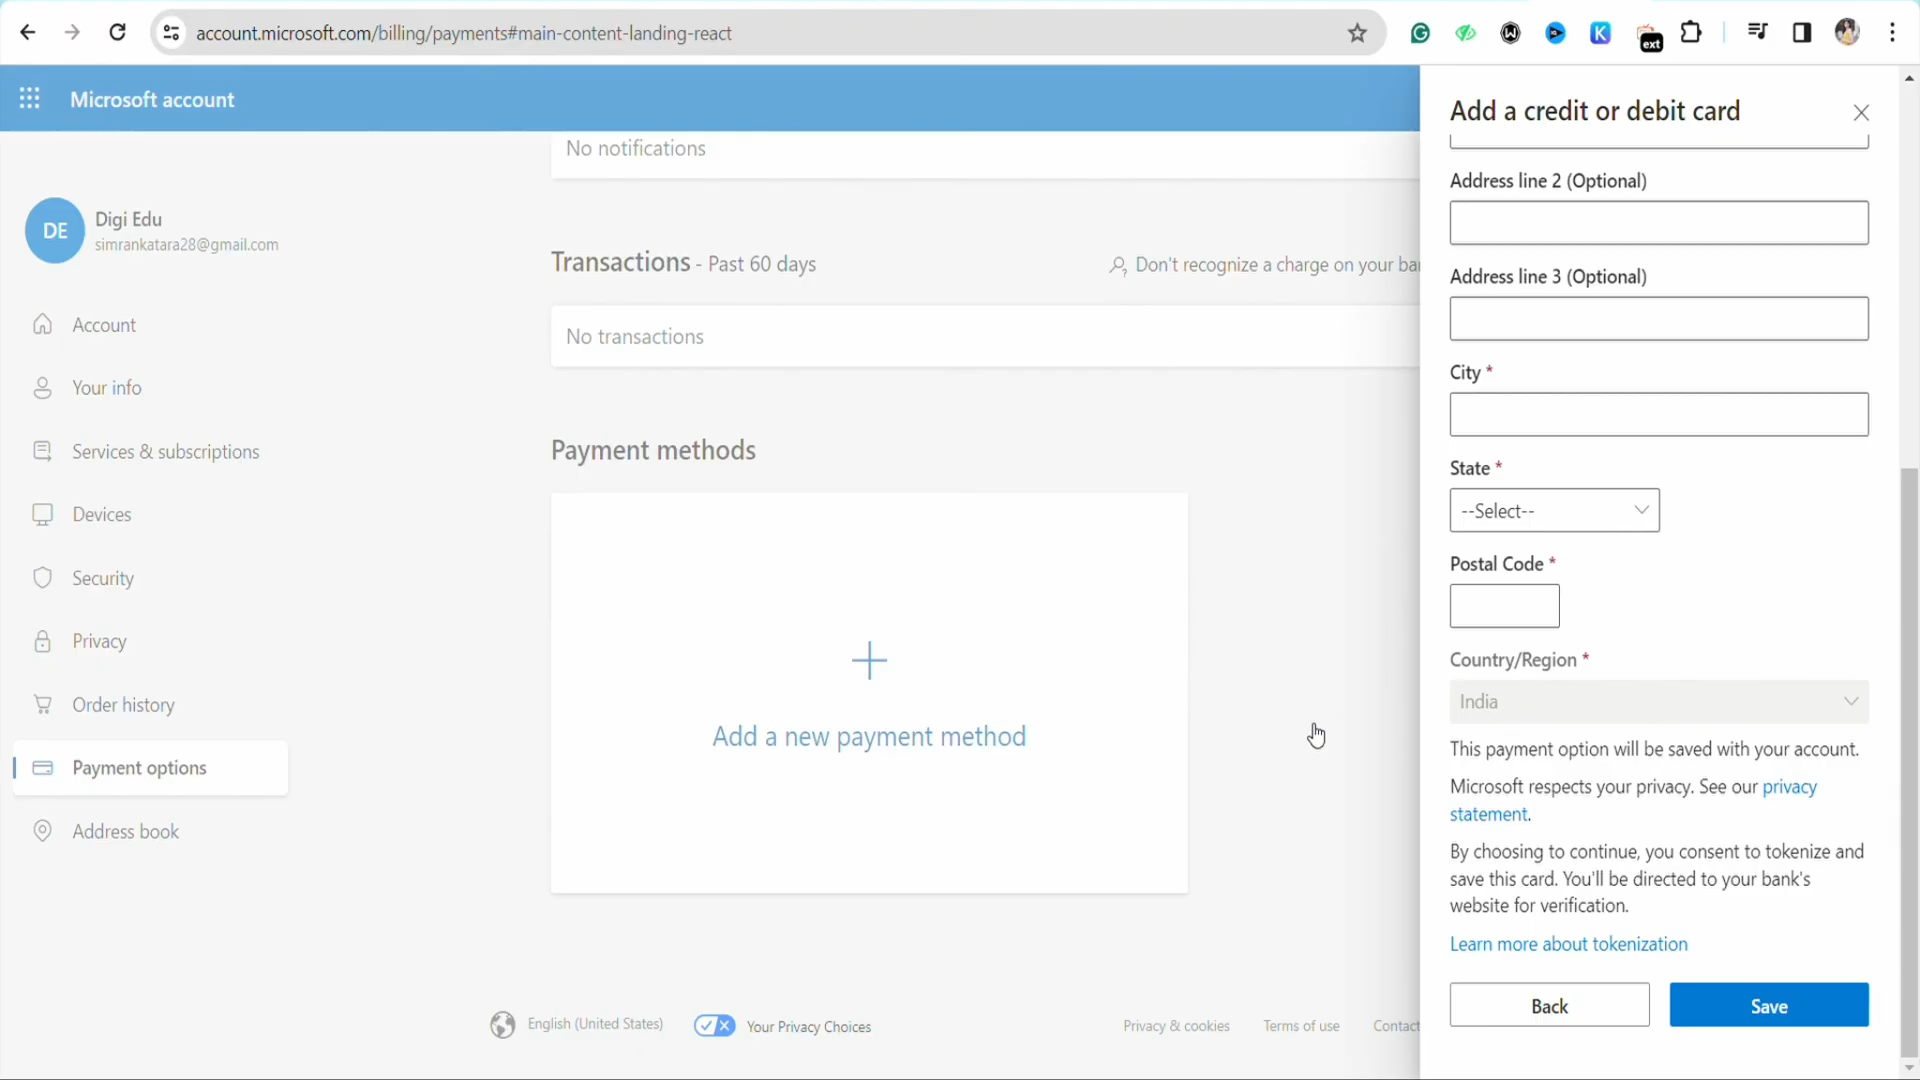 account.microsoft.com/billing/payments#main-content-landing-react
ext
Microsoft account
DE
Digi Edu
simrankatara28@gmail.com
Account
Your info
Services & subscriptions
Devices
Security
Privacy
Order history
Payment options
Address book
No notifications
Transactions - Past 60 days
Don't recognize a charge on your ba
No transactions
Payment methods
Add a new payment method
English (United States)
Your Privacy Choices
Privacy & cookies
Terms of use
Contact
Add a credit or debit card
Address line 2 (Optional)
Address line 3 (Optional)
City *
State *
--Select--
Postal Code *
Country/Region *
India
This payment option will be saved with your account.
Microsoft respects your privacy. See our privacy
statement.
By choosing to continue, you consent to tokenize and
save this card. You'll be directed to your bank's
website for verification.
Learn more about tokenization
Back
Save